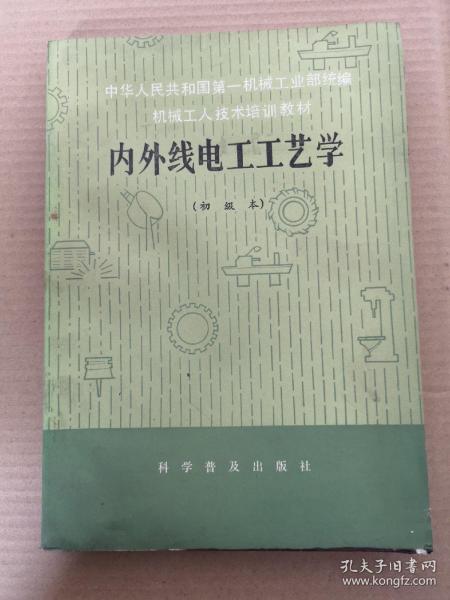 中华人民共和国第一机械工业部统编
机械工人技术培训教材
内外线电工工艺学
(初级本)
科学普及出版社
孔夫子旧书网
www.kongfz.com